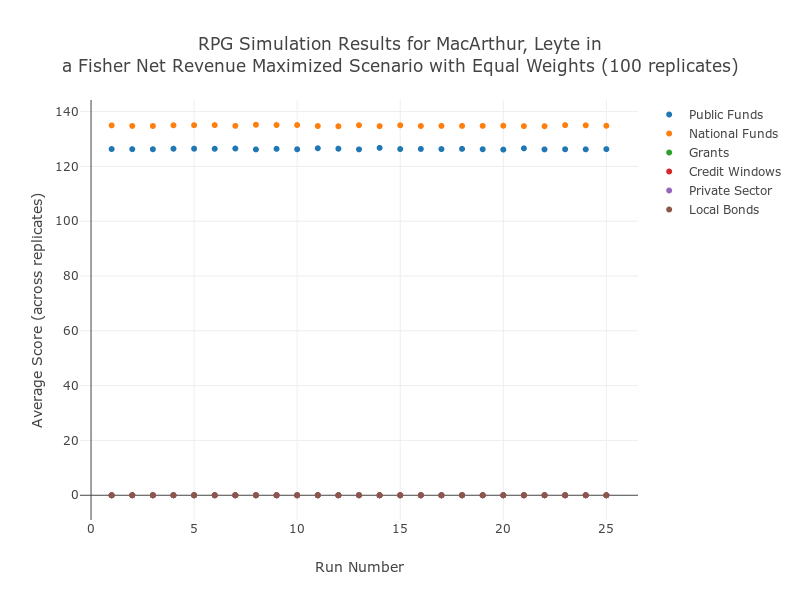 RPG Simulation Results for MacArthur, Leyte in
a Fisher Net Revenue Maximized Scenario with Equal Weights (100 replicates)
Public Funds
National Funds
Grants
Credit Windows
Private Sector
Local Bonds
Average Score (across replicates)
140
120
100
80
60
40
20
0
0 5 10 15 20 25
Run Number